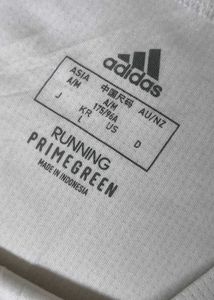 adidas
ASIA 中国尺码 AU/NZ
A/M A/M
175/96A
J KR US D
L
RUNNING
PRIMEGREEN
MADE IN INDONESIA